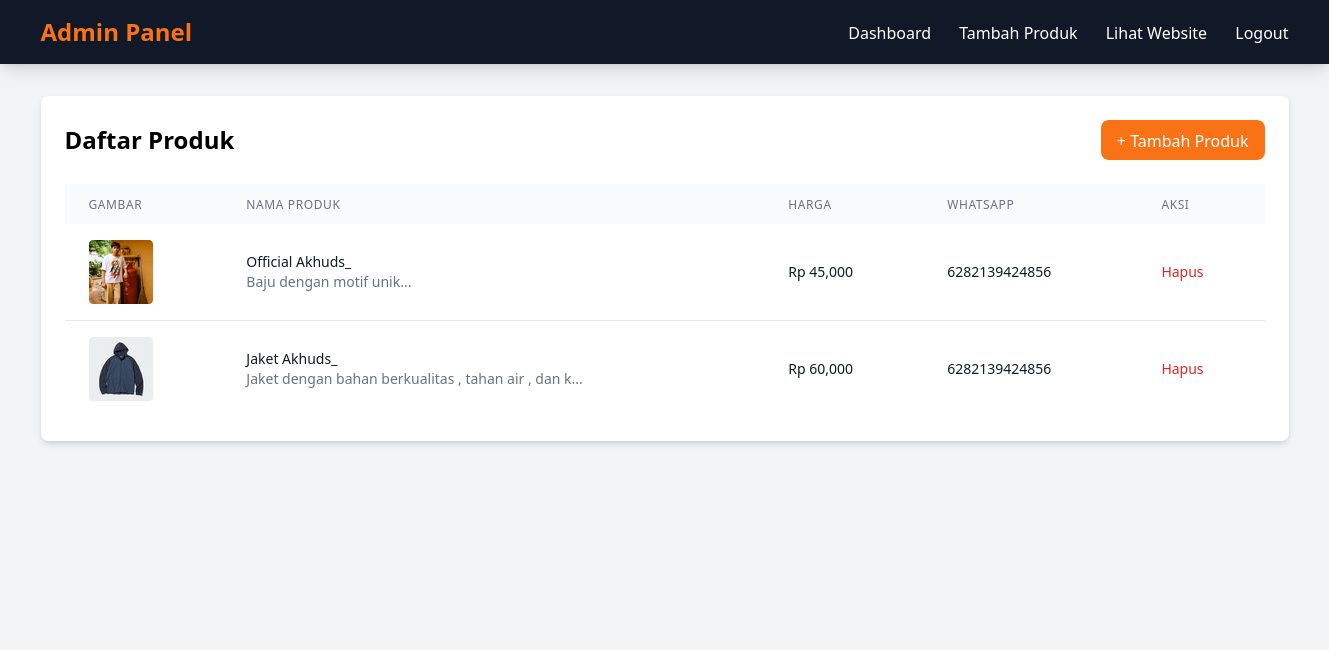 Admin Panel
Dashboard
Tambah Produk
Lihat Website
Logout
Daftar Produk
+ Tambah Produk
GAMBAR
NAMA PRODUK
HARGA
WHATSAPP
AKSI
Official Akhuds_
Baju dengan motif unik...
Rp 45,000
6282139424856
Hapus
Jaket Akhuds_
Jaket dengan bahan berkualitas , tahan air , dan k...
Rp 60,000
6282139424856
Hapus